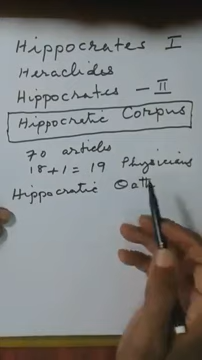 Hippocrates I
Heraclides
Hippocrates - II
Hippocratic Corpus
70 articles
18+1= 19 Physicians
Hippocratic Oath